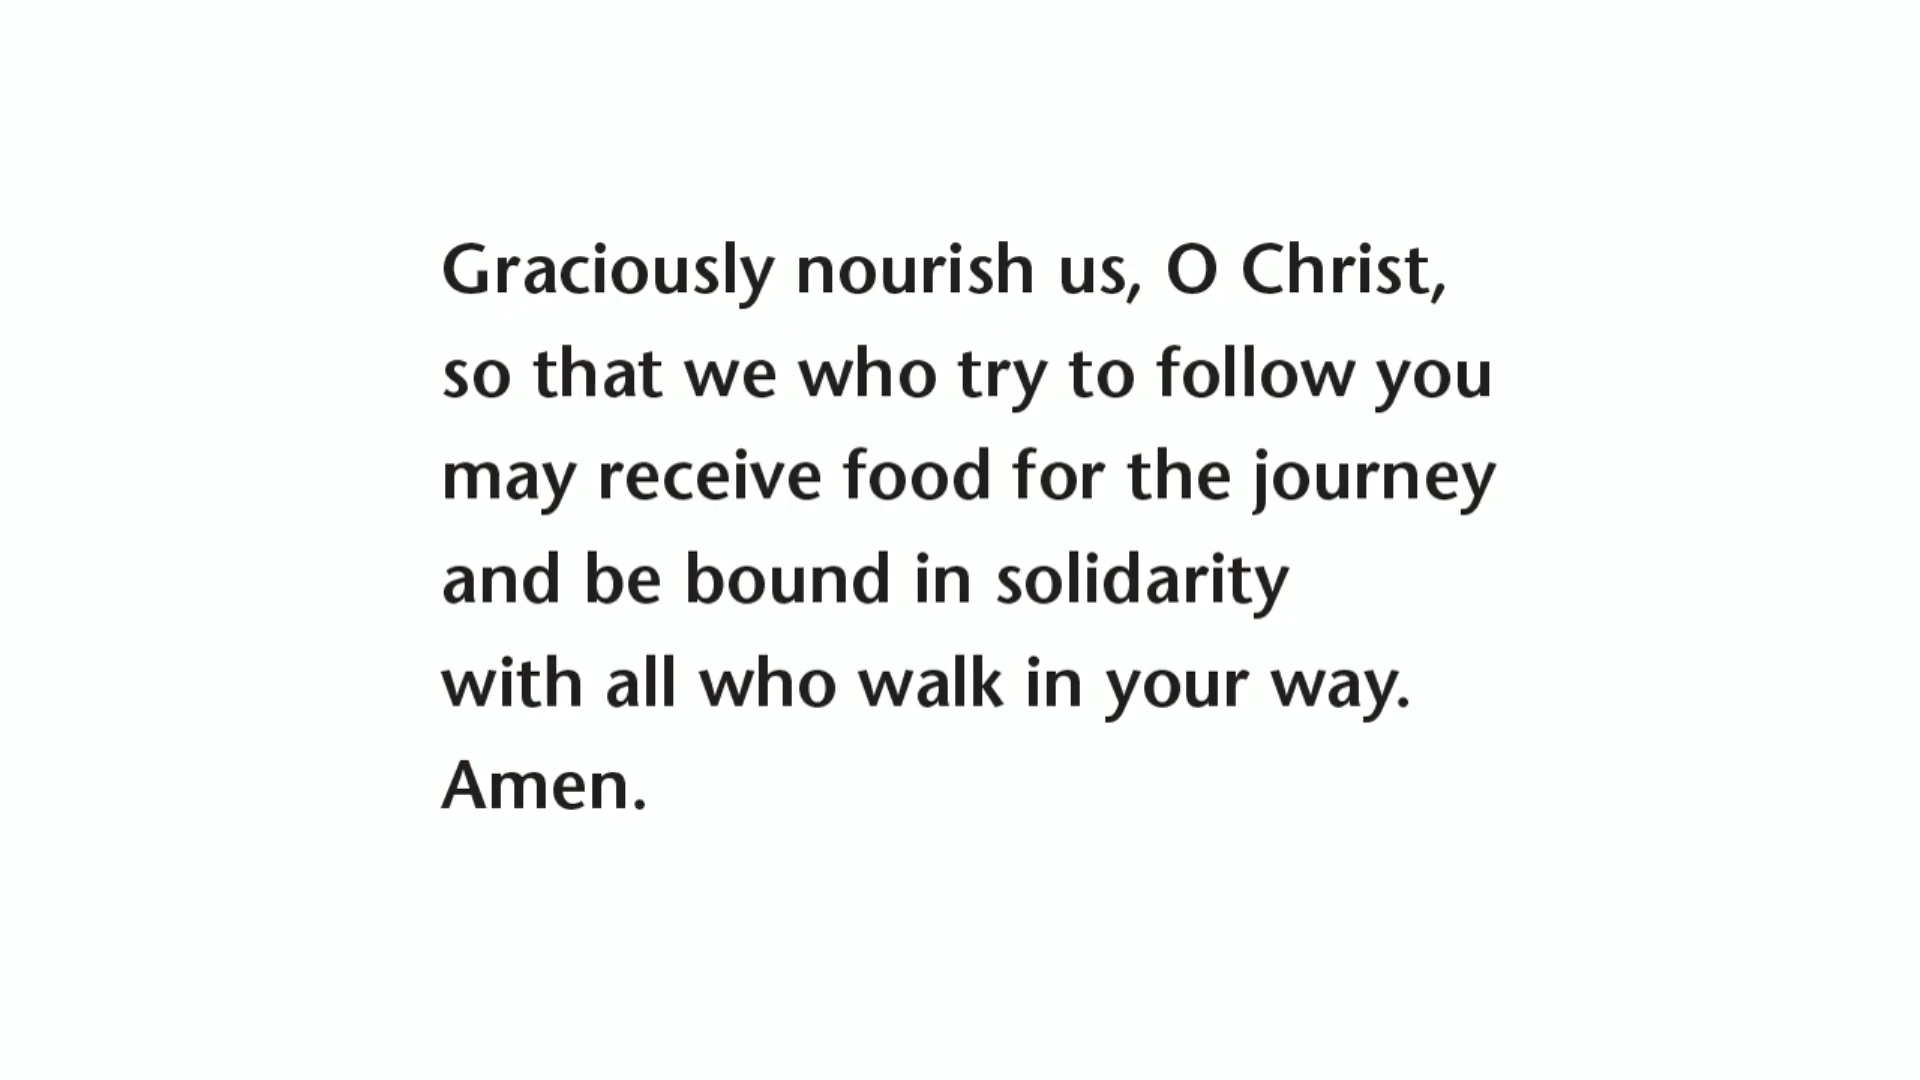 Graciously nourish us, O Christ,
so that we who try to follow you
may receive food for the journey
and be bound in solidarity
with all who walk in your way.
Amen.